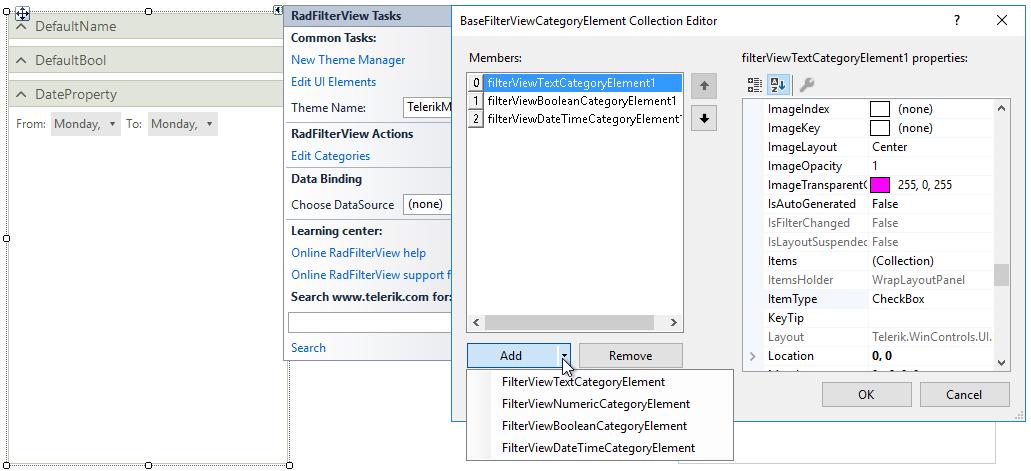 DefaultName
DefaultBool
DateProperty
From: Monday, To: Monday,
RadFilterView Tasks
Common Tasks:
New Theme Manager
Edit UI Elements
Theme Name: TelerikM
RadFilterView Actions
Edit Categories
Data Binding
Choose DataSource (none)
Learning center:
Online RadFilterView help
Online RadFilterView support f
Search www.telerik.com for:
Search
BaseFilterViewCategoryElement Collection Editor
?
Members:
0 filterViewTextCategoryElement1
1 filterViewBooleanCategoryElement1
2 filterViewDateTimeCategoryElement1
Add Remove
FilterViewTextCategoryElement
FilterViewNumericCategoryElement
FilterViewBooleanCategoryElement
FilterViewDateTimeCategoryElement
filterViewTextCategoryElement1 properties:
ImageIndex (none)
ImageKey (none)
ImageLayout Center
ImageOpacity 1
ImageTransparentC 255, 0, 255
IsAutoGenerated False
IsFilterChanged False
IsLayoutSuspended False
Items (Collection)
ItemsHolder WrapLayoutPanel
ItemType CheckBox
KeyTip
Layout Telerik.WinControls.UI.
Location 0, 0
OK Cancel